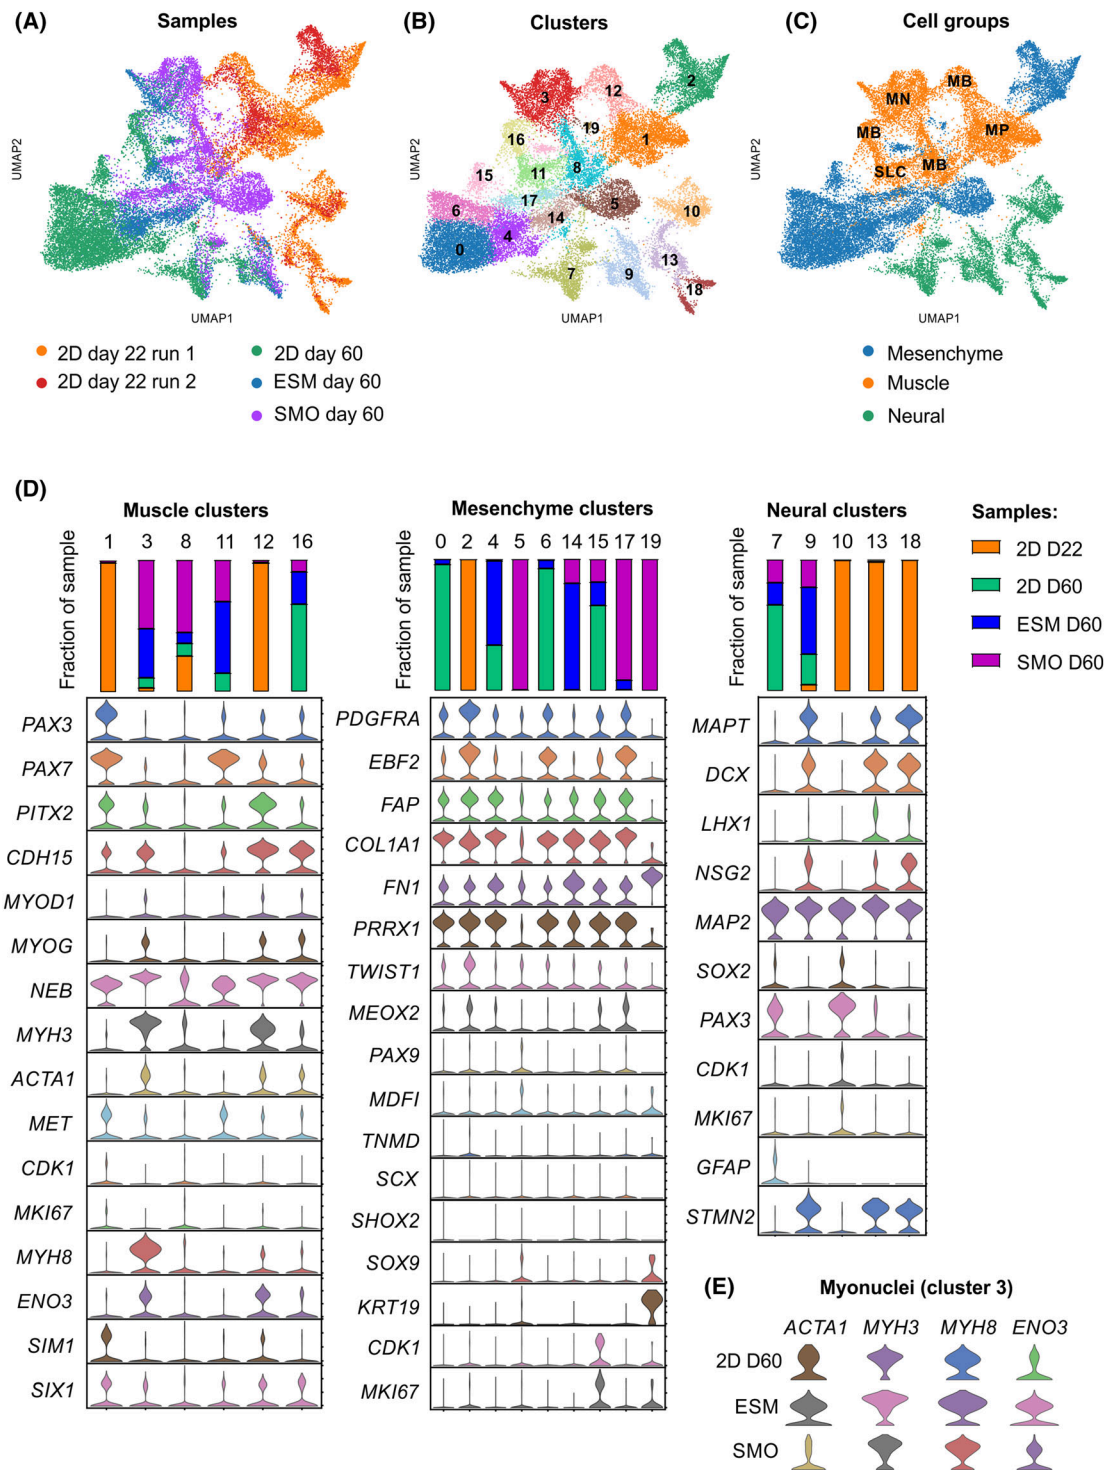 (A) Samples
UMAP2
UMAP1
2D day 22 run 1
2D day 22 run 2
2D day 60
ESM day 60
SMO day 60
(B) Clusters
UMAP2
3
12
2
19
1
16
8
11
15
17
5
10
6
14
4
0
7
9
13
18
UMAP1
(C) Cell groups
UMAP2
MN
MB
MB
MP
SLC
MB
UMAP1
Mesenchyme
Muscle
Neural
(D)
Muscle clusters
1 3 8 11 12 16
Fraction of sample
PAX3
PAX7
PITX2
CDH15
MYOD1
MYOG
NEB
MYH3
ACTA1
MET
CDK1
MKI67
MYH8
ENO3
SIM1
SIX1
Mesenchyme clusters
0 2 4 5 6 14 15 17 19
Fraction of sample
PDGFRA
EBF2
FAP
COL1A1
FN1
PRRX1
TWIST1
MEOX2
PAX9
MDFI
TNMD
SCX
SHOX2
SOX9
KRT19
CDK1
MKI67
Neural clusters
7 9 10 13 18
Fraction of sample
MAPT
DCX
LHX1
NSG2
MAP2
SOX2
PAX3
CDK1
MKI67
GFAP
STMN2
Samples:
2D D22
2D D60
ESM D60
SMO D60
(E) Myonuclei (cluster 3)
ACTA1 MYH3 MYH8 ENO3
2D D60
ESM
SMO